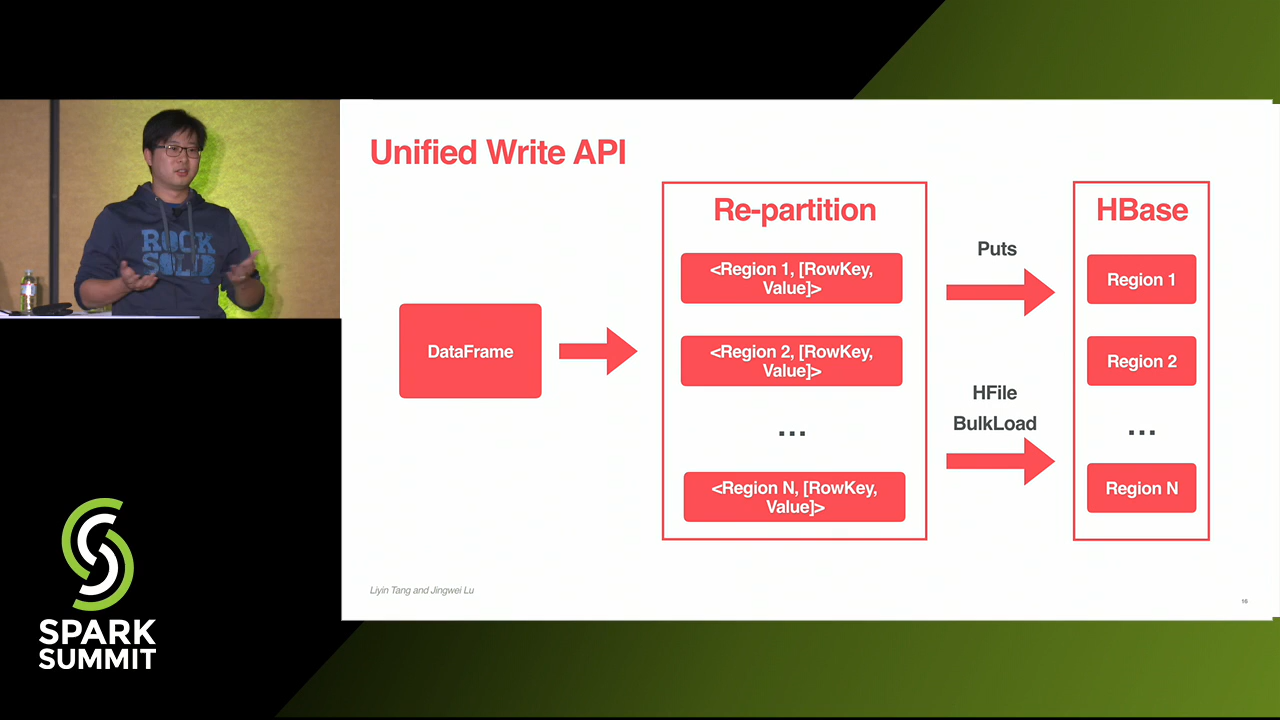 Unified Write API
Re-partition
<Region 1, [RowKey,
Value]>
<Region 2, [RowKey,
Value]>
...
<Region N, [RowKey,
Value]>
DataFrame
Puts
HFile
BulkLoad
HBase
Region 1
Region 2
...
Region N
Liyin Tang and Jingwei Lu
16
ROCK
SOLID
SPARK
SUMMIT